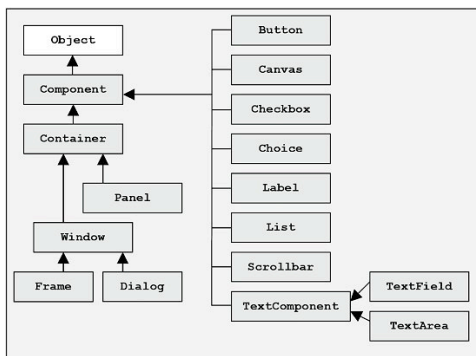 Object
Component
Container
Panel
Window
Frame
Dialog
Button
Canvas
Checkbox
Choice
Label
List
Scrollbar
TextComponent
TextField
TextArea